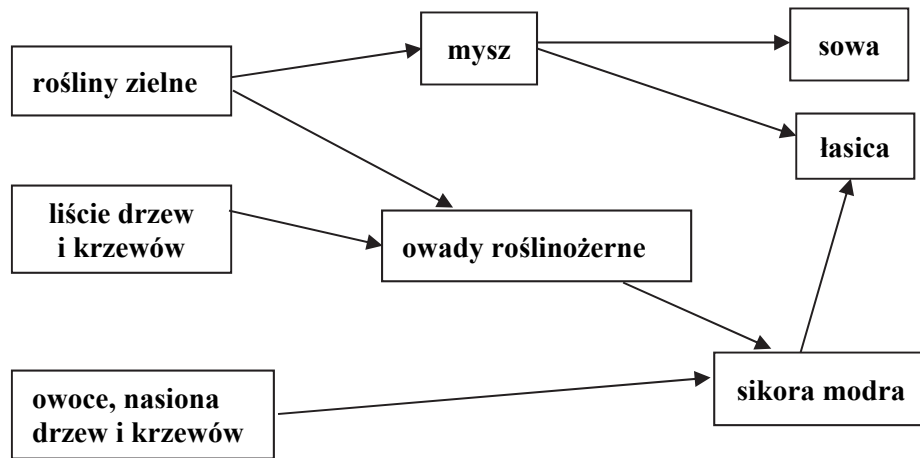 rośliny zielne
mysz
sowa
łasica
liście drzew
i krzewów
owady roślinożerne
owoce, nasiona
drzew i krzewów
sikora modra